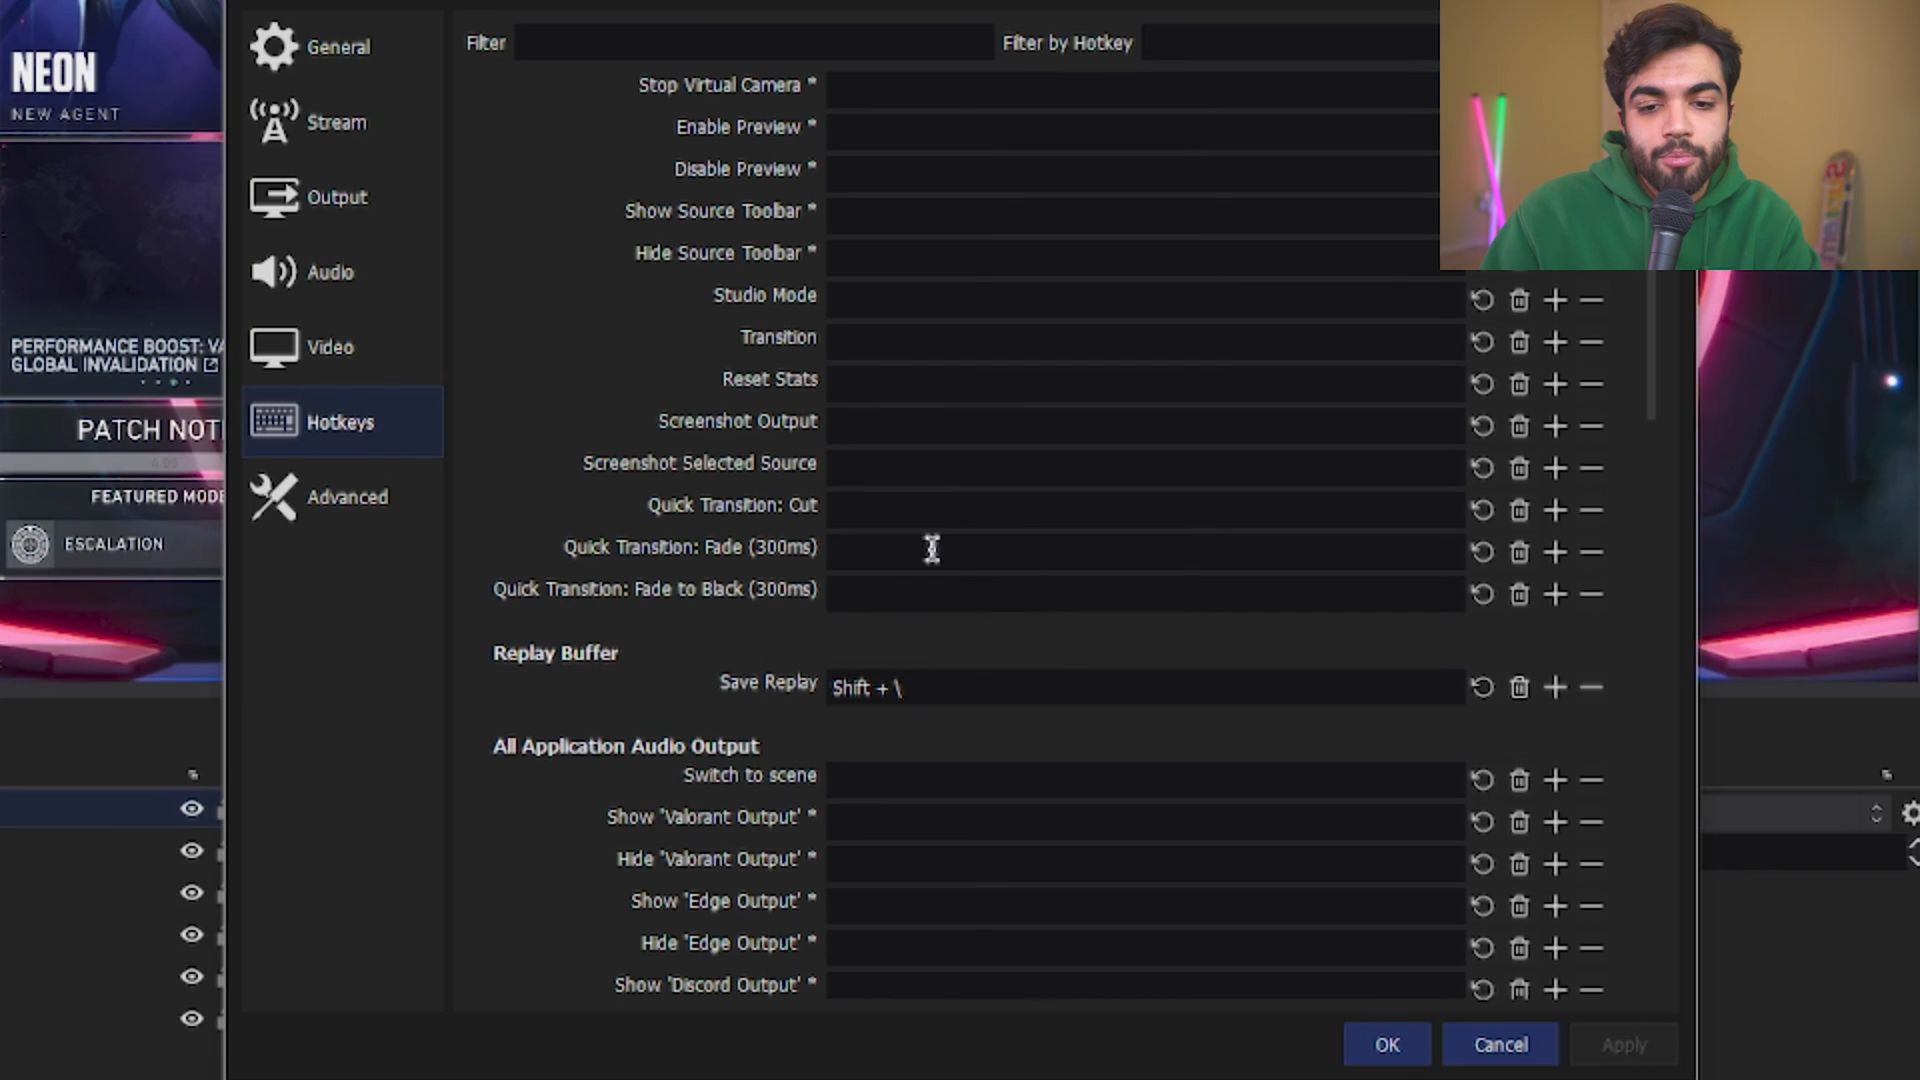 NEON
NEW AGENT
PERFORMANCE BOOST: VA
GLOBAL INVALIDATION
PATCH NOT
4.05
FEATURED MODE
ESCALATION
General
Stream
Output
Audio
Video
Hotkeys
Advanced
Filter
Filter by Hotkey
Stop Virtual Camera *
Enable Preview *
Disable Preview *
Show Source Toolbar *
Hide Source Toolbar *
Studio Mode
Transition
Reset Stats
Screenshot Output
Screenshot Selected Source
Quick Transition: Cut
Quick Transition: Fade (300ms)
Quick Transition: Fade to Black (300ms)
Replay Buffer
Save Replay Shift + \
All Application Audio Output
Switch to scene
Show 'Valorant Output' *
Hide 'Valorant Output' *
Show 'Edge Output' *
Hide 'Edge Output' *
Show 'Discord Output' *
OK Cancel Apply